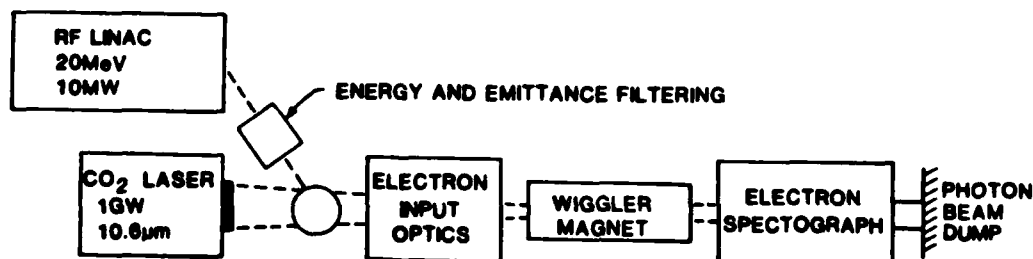 RF LINAC
20MeV
10MW
ENERGY AND EMITTANCE FILTERING
CO2 LASER
1GW
10.6μm
ELECTRON
INPUT
OPTICS
WIGGLER
MAGNET
ELECTRON
SPECTROGRAPH
PHOTON
BEAM
DUMP